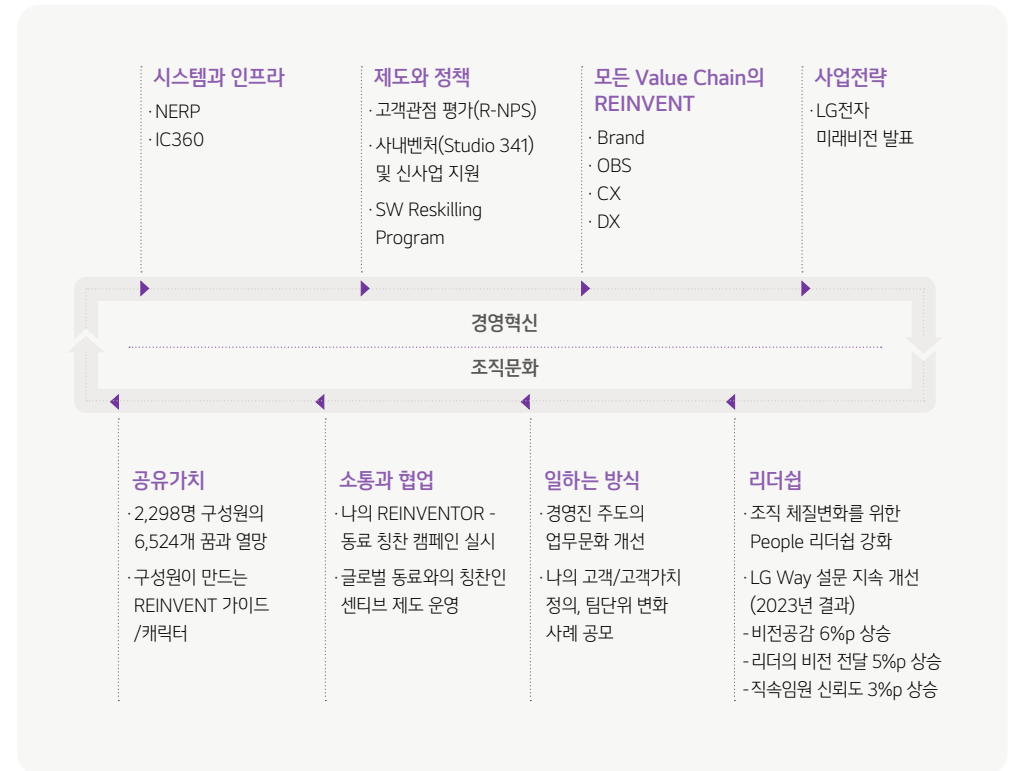 시스템과 인프라
· NERP
· IC360
제도와 정책
· 고객관점 평가(R-NPS)
· 사내벤처(Studio 341)
및 신사업 지원
· SW Reskilling
Program
모든 Value Chain의
REINVENT
· Brand
· OBS
· CX
· DX
사업전략
· LG전자
미래비전 발표
경영혁신
조직문화
공유가치
· 2,298명 구성원의
6,524개 꿈과 열망
· 구성원이 만드는
REINVENT 가이드
/캐릭터
소통과 협업
· 나의 REINVENTOR -
동료 칭찬 캠페인 실시
· 글로벌 동료와의 칭찬인
센티브 제도 운영
일하는 방식
· 경영진 주도의
업무문화 개선
· 나의 고객/고객가치
정의, 팀단위 변화
사례 공모
리더쉽
· 조직 체질변화를 위한
People 리더쉽 강화
· LG Way 설문 지속 개선
(2023년 결과)
- 비전공감 6%p 상승
- 리더의 비전 전달 5%p 상승
- 직속임원 신뢰도 3%p 상승